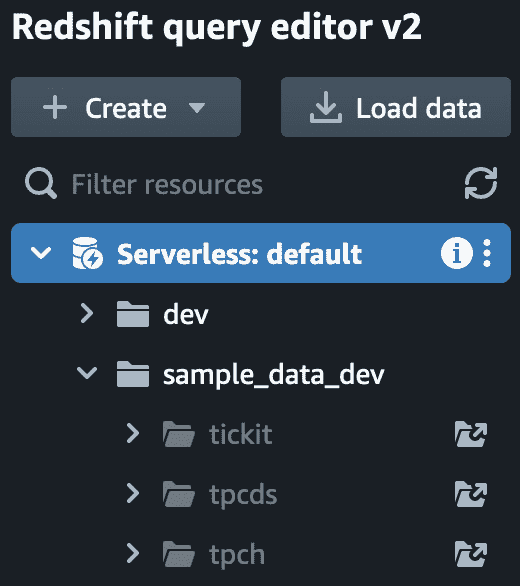 Redshift query editor v2
Create
Load data
Filter resources
Serverless: default
dev
sample_data_dev
tickit
tpcds
tpch